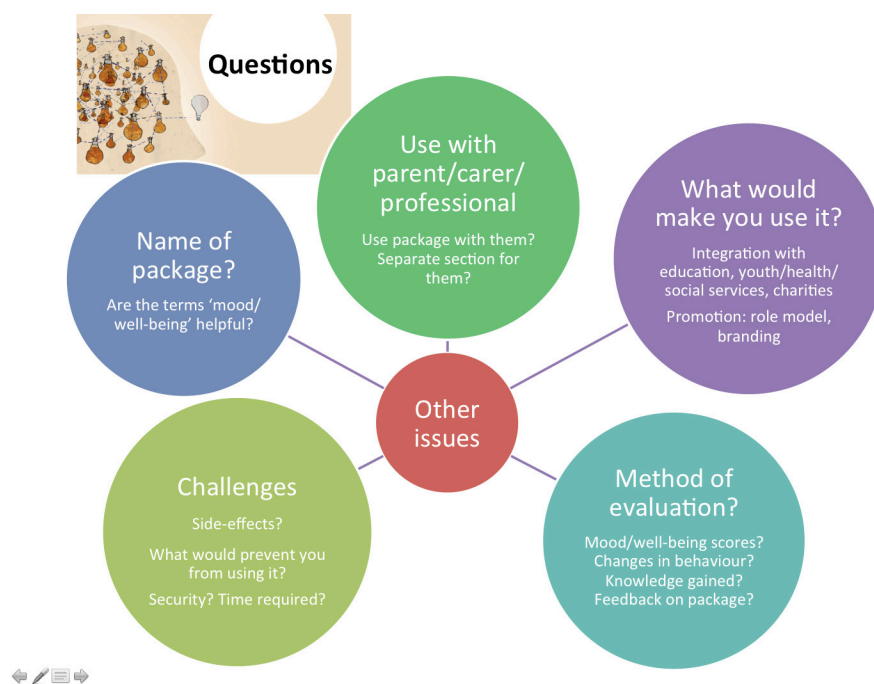 Questions
Use with
parent/carer/
professional
Use package with them?
Separate section for
them?
What would
make you use it?
Integration with
education, youth/health/
social services, charities
Promotion: role model,
branding
Name of
package?
Are the terms ‘mood/
well-being’ helpful?
Other
issues
Challenges
Side-effects?
What would prevent you
from using it?
Security? Time required?
Method of
evaluation?
Mood/well-being scores?
Changes in behaviour?
Knowledge gained?
Feedback on package?